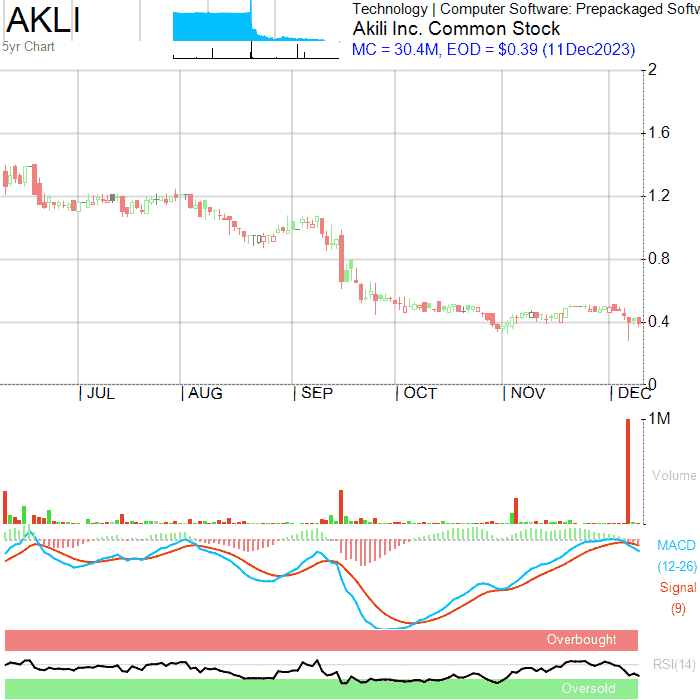 AKLI
5yr Chart
Technology | Computer Software: Prepackaged Softw
Akili Inc. Common Stock
MC = 30.4M, EOD = $0.39 (11Dec2023)
2
1.6
1.2
0.8
0.4
0
JUL
AUG
SEP
OCT
NOV
DEC
1M
Volume
MACD
(12-26)
Signal
(9)
Overbought
RSI(14)
Oversold